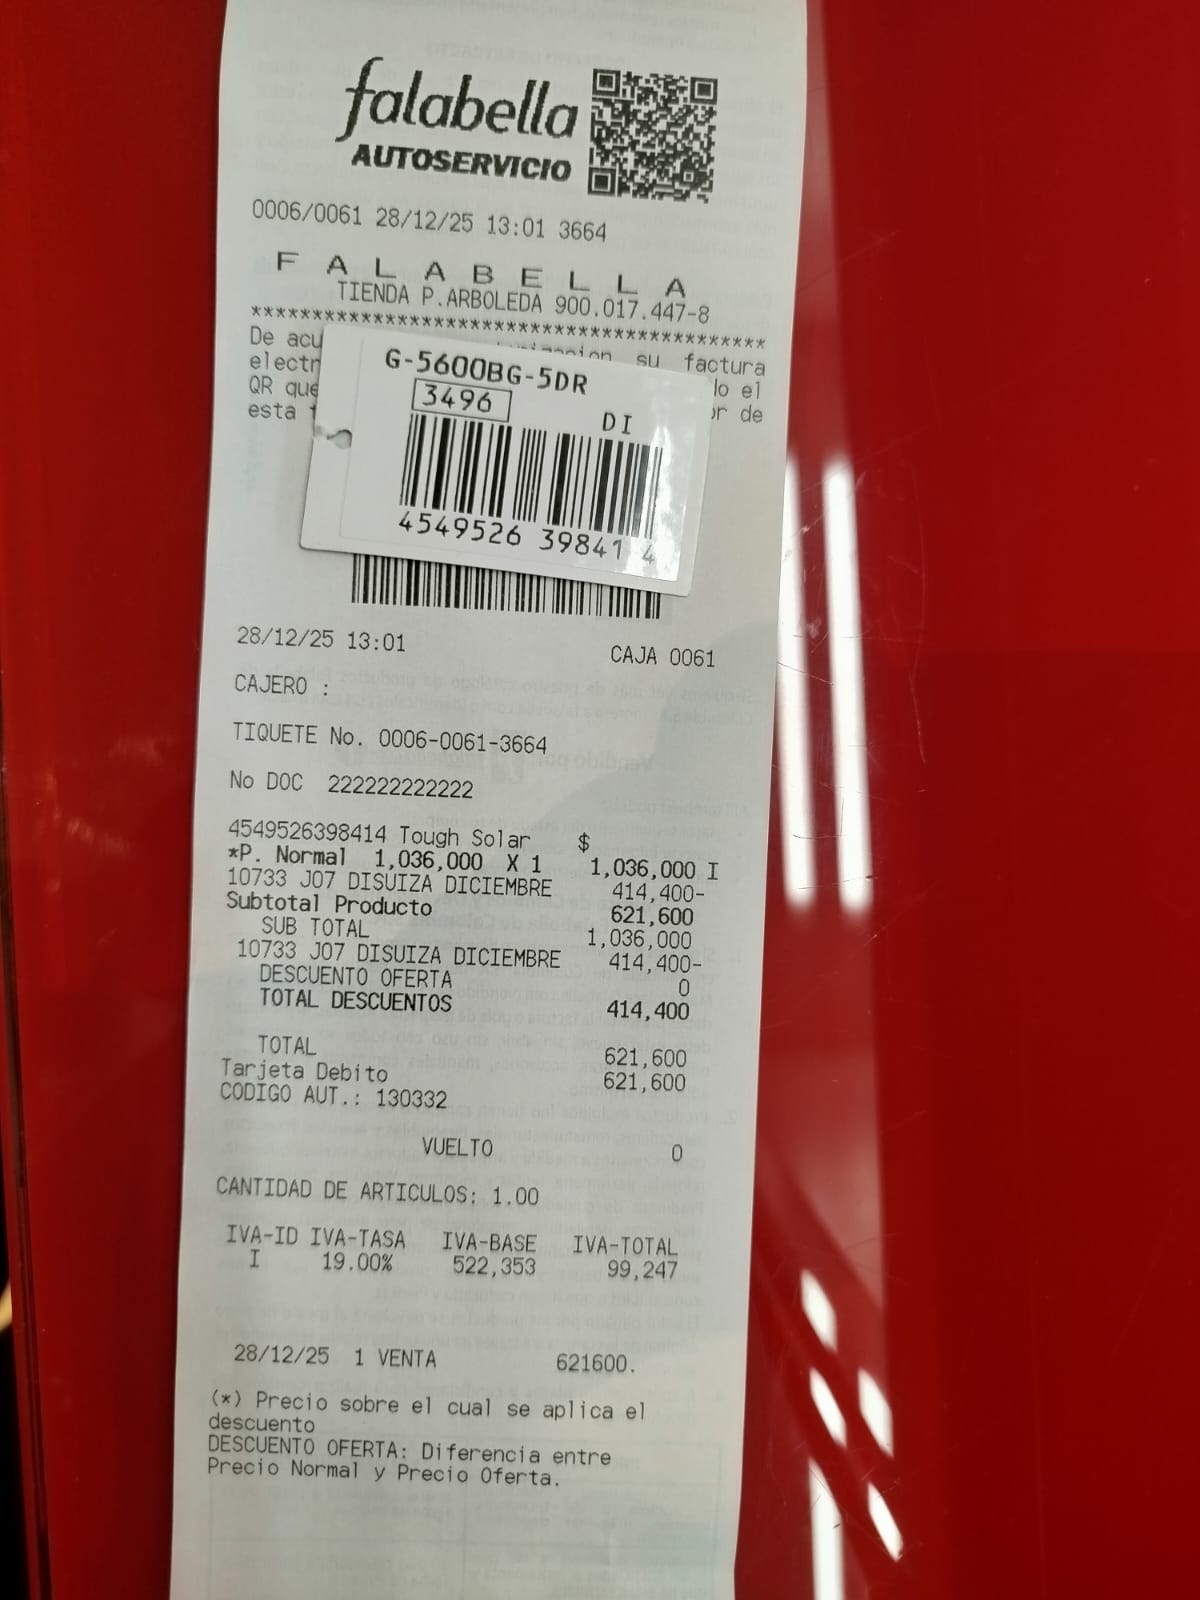 falabella
AUTOSERVICIO
0006/0061 28/12/25 13:01 3664
F A L A B E L L A
TIENDA P.ARBOLEDA 900.017.447-8
******************************************
De acu su factura
electr lo el
QR que or de
esta
G-5600BG-5DR
3496
DI
4549526 39841 4
28/12/25 13:01 CAJA 0061
CAJERO :
TIQUETE No. 0006-0061-3664
No DOC 222222222222
4549526398414 Tough Solar $
*P. Normal 1,036,000 X 1 1,036,000 I
10733 J07 DISUIZA DICIEMBRE 414,400-
Subtotal Producto 621,600
SUB TOTAL 1,036,000
10733 J07 DISUIZA DICIEMBRE 414,400-
DESCUENTO OFERTA 0
TOTAL DESCUENTOS 414,400
TOTAL 621,600
Tarjeta Debito 621,600
CODIGO AUT.: 130332
VUELTO 0
CANTIDAD DE ARTICULOS: 1.00
IVA-ID IVA-TASA IVA-BASE IVA-TOTAL
I 19.00% 522,353 99,247
28/12/25 1 VENTA 621600.
(*) Precio sobre el cual se aplica el
descuento
DESCUENTO OFERTA: Diferencia entre
Precio Normal y Precio Oferta.